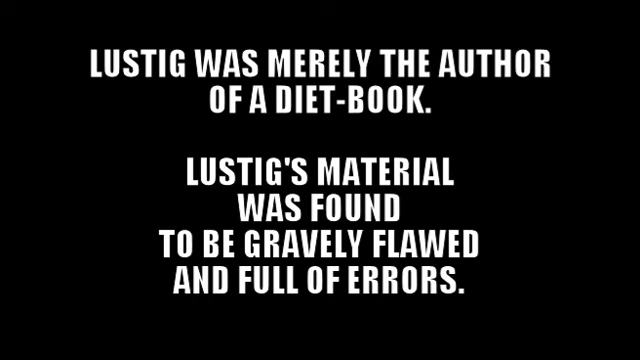 LUSTIG WAS MERELY THE AUTHOR
OF A DIET-BOOK.
LUSTIG'S MATERIAL
WAS FOUND
TO BE GRAVELY FLAWED
AND FULL OF ERRORS.